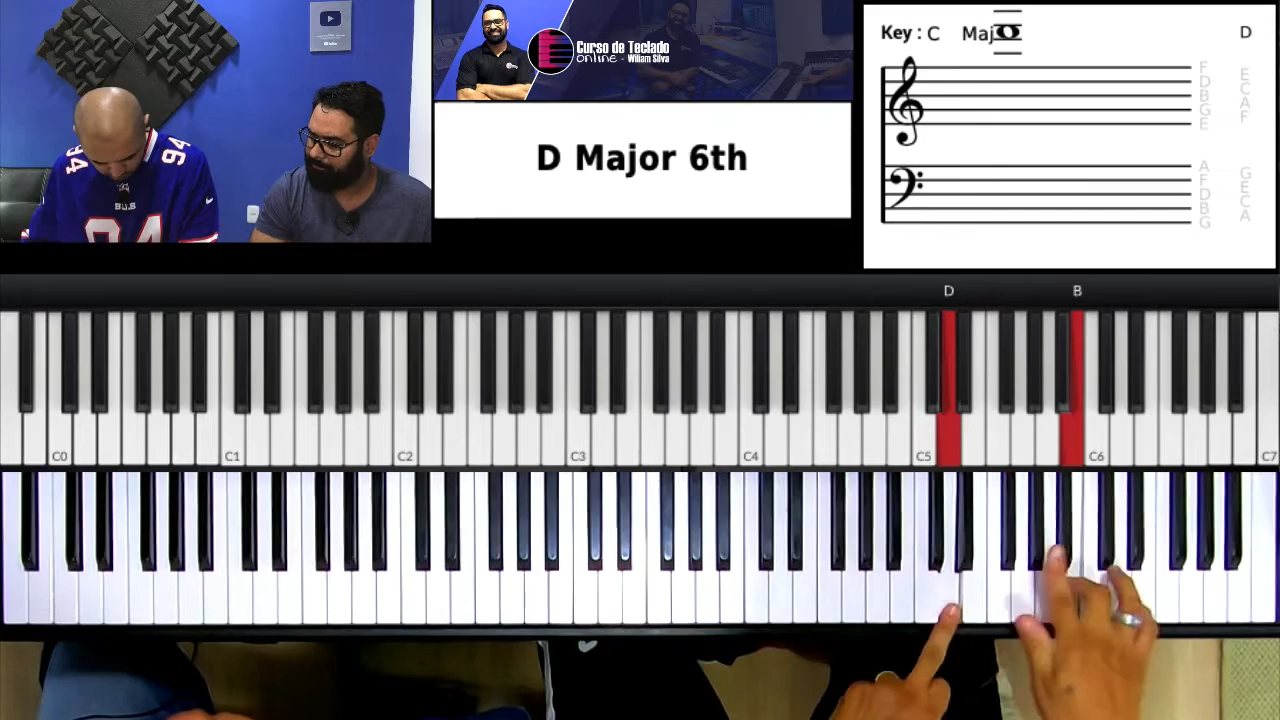 94
94
BILLS
94
Curso de Teclado
online - Wiliam Silva
D Major 6th
Key : C Maj
D
F
D
B
G
E
E
C
A
F
A
F
D
B
G
G
E
C
A
D B
C0 C1 C2 C3 C4 C5 C6 C7